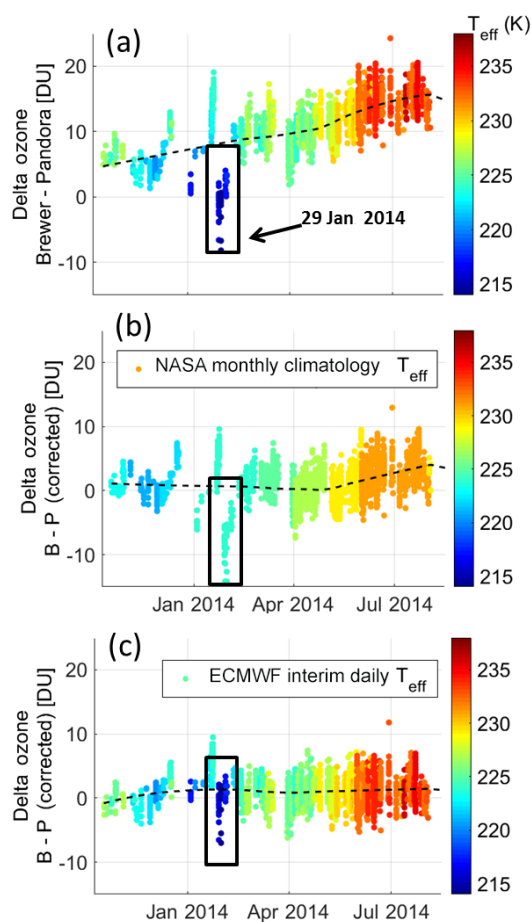 (a)
T_eff (K)
Delta ozone
Brewer - Pandora [DU]
20
10
0
-10
29 Jan 2014
235
230
225
220
215
(b)
NASA monthly climatology T_eff
Delta ozone
B - P (corrected) [DU]
20
10
0
-10
Jan 2014 Apr 2014 Jul 2014
235
230
225
220
215
(c)
ECMWF interim daily T_eff
Delta ozone
B - P (corrected) [DU]
20
10
0
-10
Jan 2014 Apr 2014 Jul 2014
235
230
225
220
215